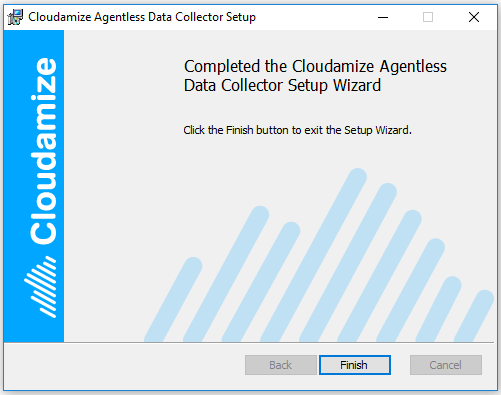 Cloudamize Agentless Data Collector Setup
Cloudamize
Completed the Cloudamize Agentless
Data Collector Setup Wizard
Click the Finish button to exit the Setup Wizard.
Back
Finish
Cancel